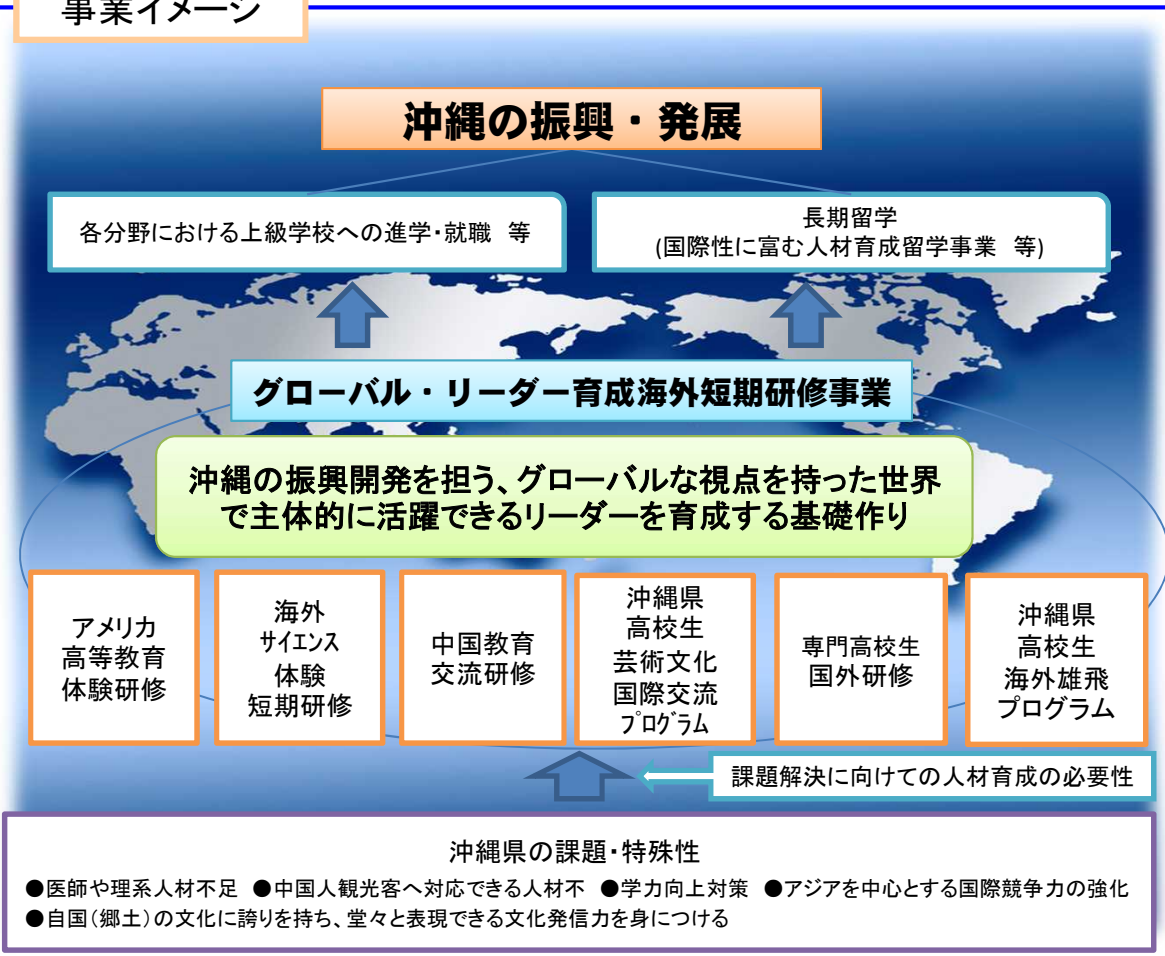 事業イメージ
沖縄の振興・発展
各分野における上級学校への進学・就職 等
長期留学
(国際性に富む人材育成留学事業 等)
グローバル・リーダー育成海外短期研修事業
沖縄の振興開発を担う、グローバルな視点を持った世界
で主体的に活躍できるリーダーを育成する基礎作り
アメリカ
高等教育
体験研修
海外
ｻｲｴﾝｽ
体験
短期研修
中国教育
交流研修
沖縄県
高校生
芸術文化
国際交流
ﾌﾟﾛｸﾞﾗﾑ
専門高校生
国外研修
沖縄県
高校生
海外雄飛
プログラム
課題解決に向けての人材育成の必要性
沖縄県の課題・特殊性
●医師や理系人材不足 ●中国人観光客へ対応できる人材不 ●学力向上対策 ●アジアを中心とする国際競争力の強化
●自国（郷土）の文化に誇りを持ち、堂々と表現できる文化発信力を身につける